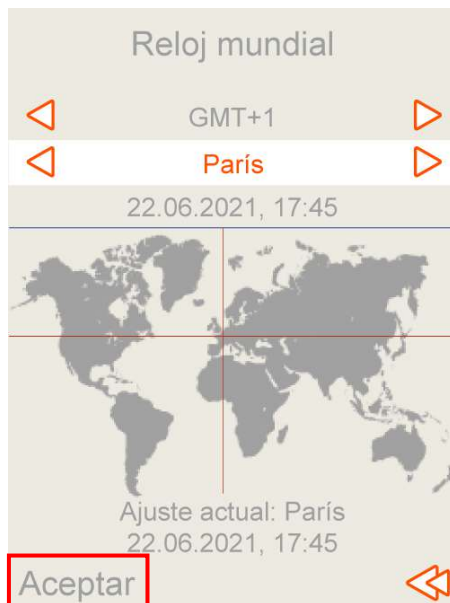 Reloj mundial
GMT+1
París
22.06.2021, 17:45
Ajuste actual: París
22.06.2021, 17:45
Aceptar